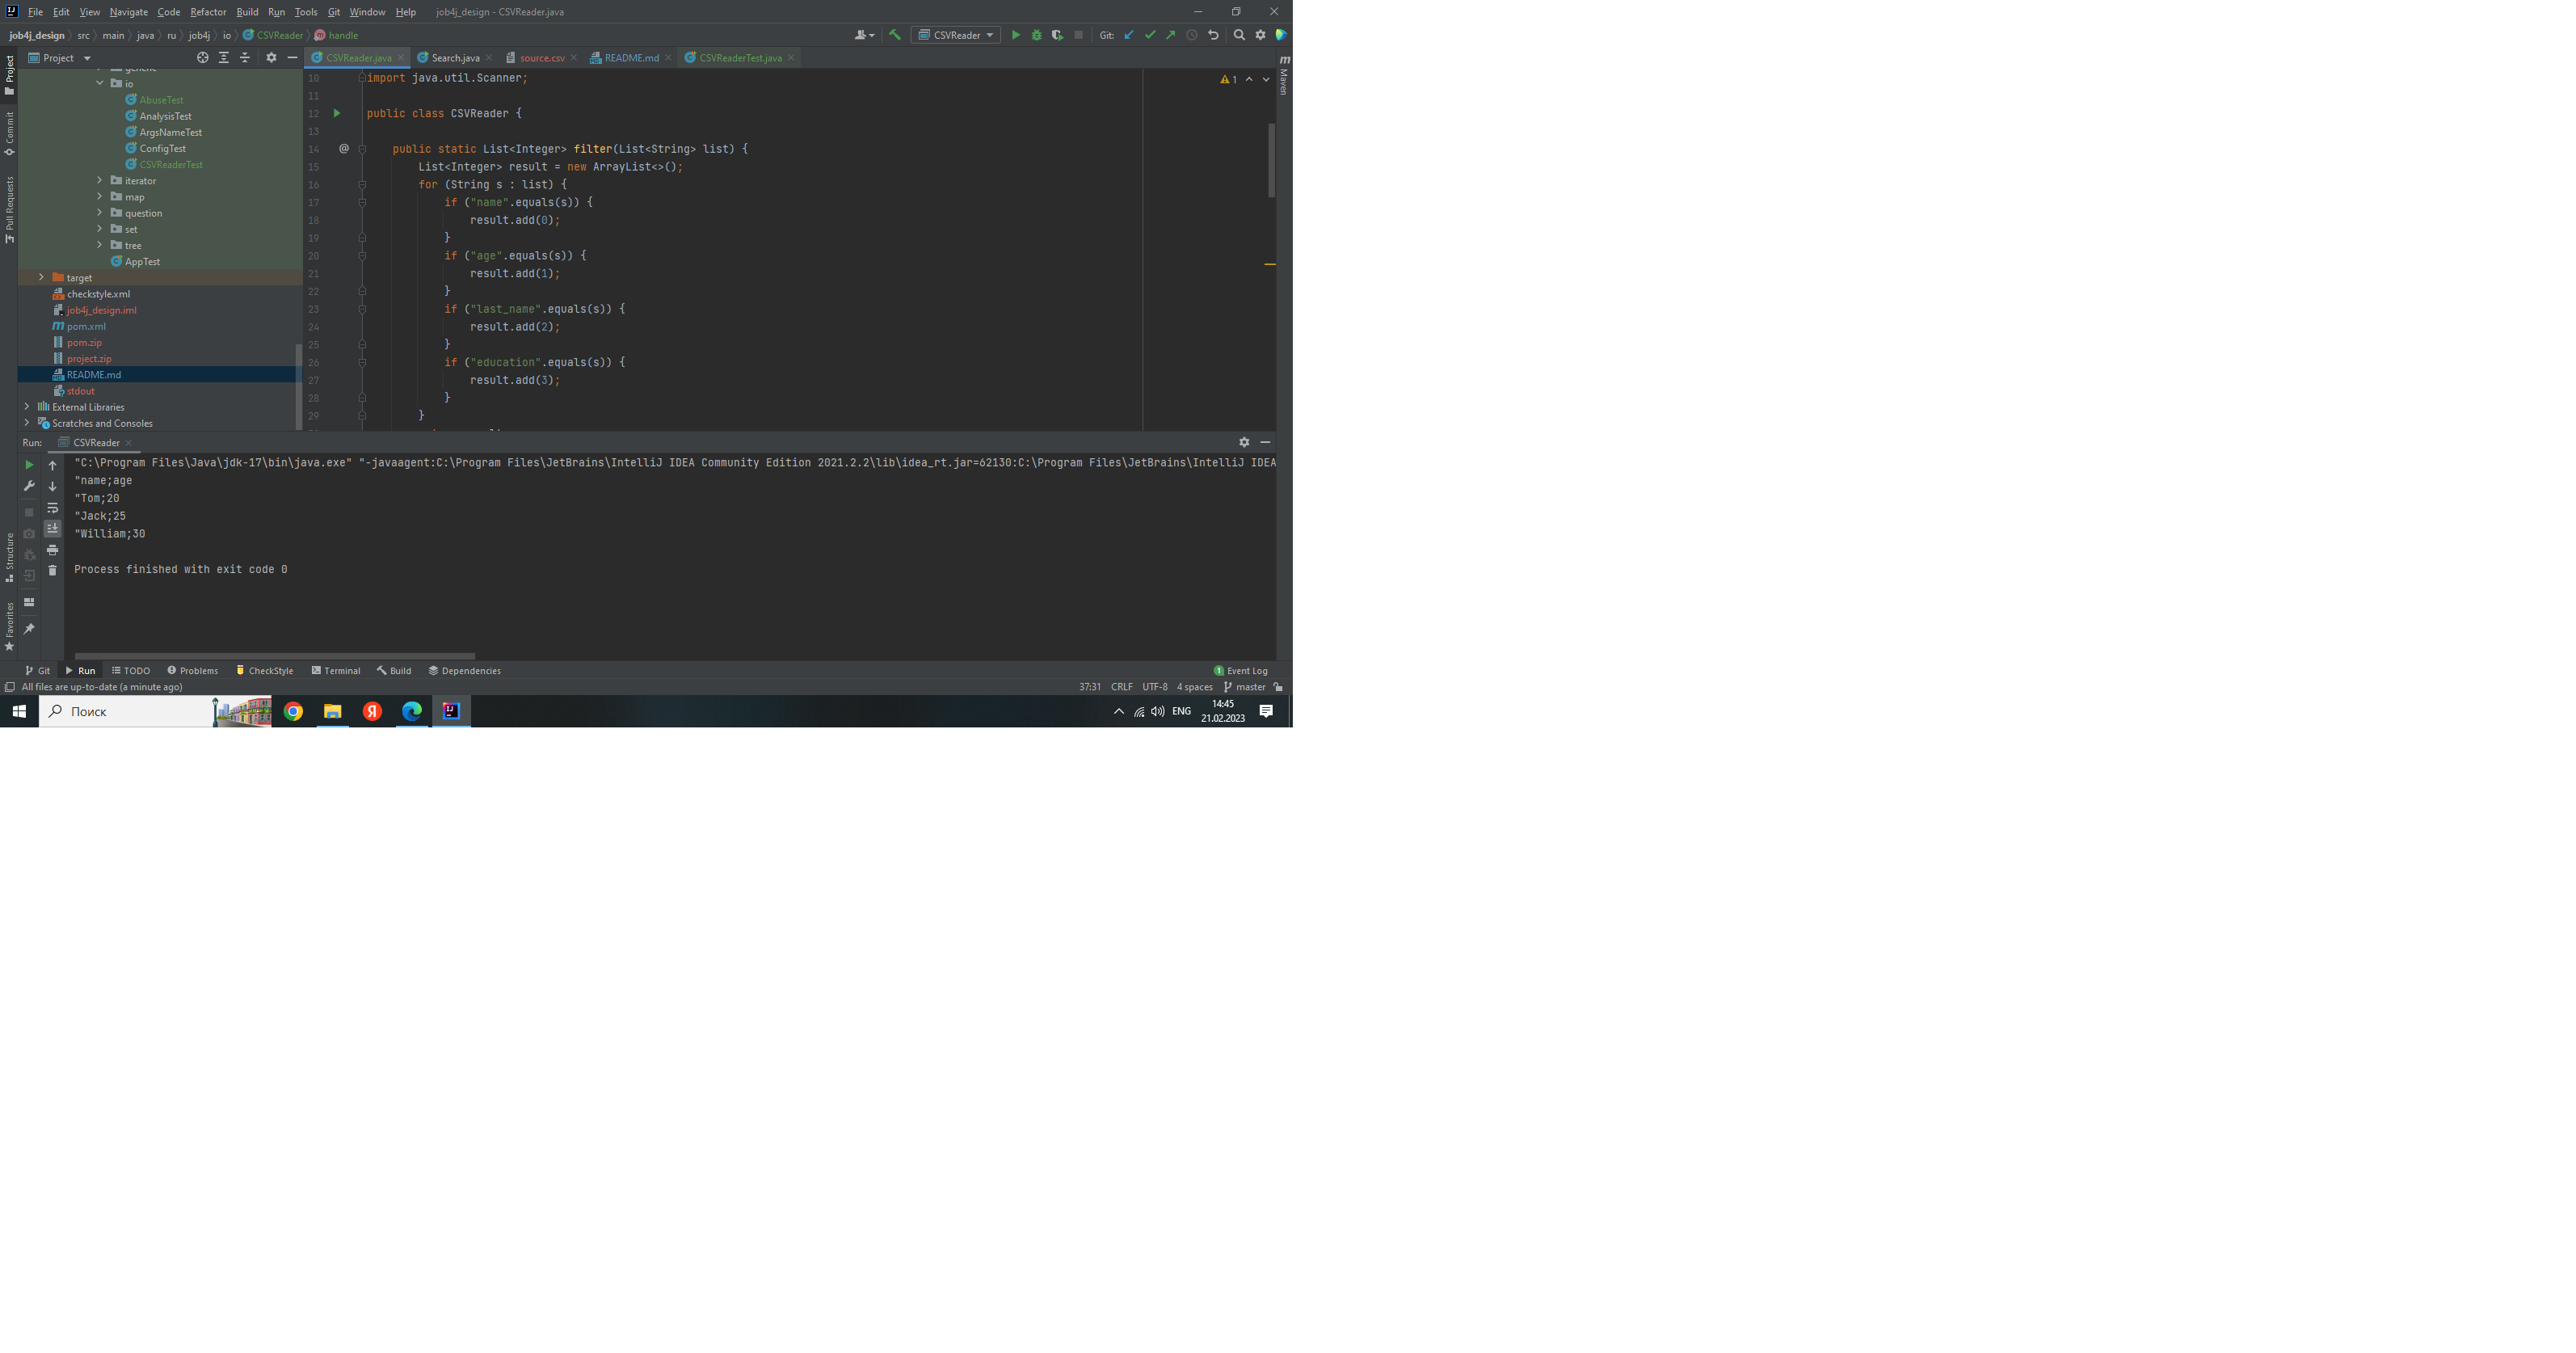 File Edit View Navigate Code Refactor Build Run Tools Git Window Help job4j_design - CSVReader.java
job4j_design src main java ru job4j io CSVReader handle
CSVReader Git:
Project
CSVReader.java Search.java source.csv README.md CSVReaderTest.java
Project
Commit
Pull Requests
Structure
Favorites
Maven
generic
io
AbuseTest
AnalysisTest
ArgsNameTest
ConfigTest
CSVReaderTest
iterator
map
question
set
tree
AppTest
target
checkstyle.xml
job4j_design.iml
pom.xml
pom.zip
project.zip
README.md
stdout
External Libraries
Scratches and Consoles
1
10 import java.util.Scanner;
11
12 public class CSVReader {
13
14 @ public static List<Integer> filter(List<String> list) {
15 List<Integer> result = new ArrayList<>();
16 for (String s : list) {
17 if ("name".equals(s)) {
18 result.add(0);
19 }
20 if ("age".equals(s)) {
21 result.add(1);
22 }
23 if ("last_name".equals(s)) {
24 result.add(2);
25 }
26 if ("education".equals(s)) {
27 result.add(3);
28 }
29 }
Run: CSVReader
"C:\Program Files\Java\jdk-17\bin\java.exe" "-javaagent:C:\Program Files\JetBrains\IntelliJ IDEA Community Edition 2021.2.2\lib\idea_rt.jar=62130:C:\Program Files\JetBrains\IntelliJ IDEA
"name;age
"Tom;20
"Jack;25
"William;30
Process finished with exit code 0
Git Run TODO Problems CheckStyle Terminal Build Dependencies 1 Event Log
All files are up-to-date (a minute ago) 37:31 CRLF UTF-8 4 spaces master
Поиск
ENG
14:45
21.02.2023